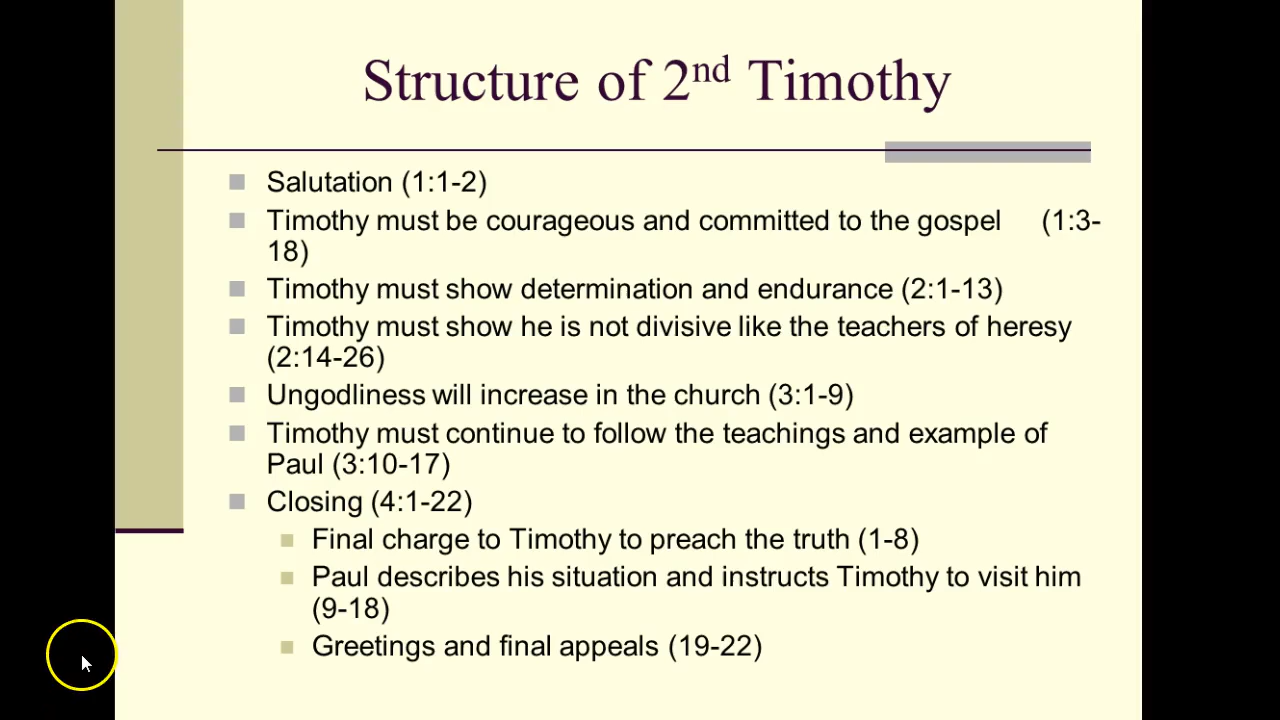 Structure of 2nd Timothy
Salutation (1:1-2)
Timothy must be courageous and committed to the gospel (1:3-
18)
Timothy must show determination and endurance (2:1-13)
Timothy must show he is not divisive like the teachers of heresy
(2:14-26)
Ungodliness will increase in the church (3:1-9)
Timothy must continue to follow the teachings and example of
Paul (3:10-17)
Closing (4:1-22)
Final charge to Timothy to preach the truth (1-8)
Paul describes his situation and instructs Timothy to visit him
(9-18)
Greetings and final appeals (19-22)